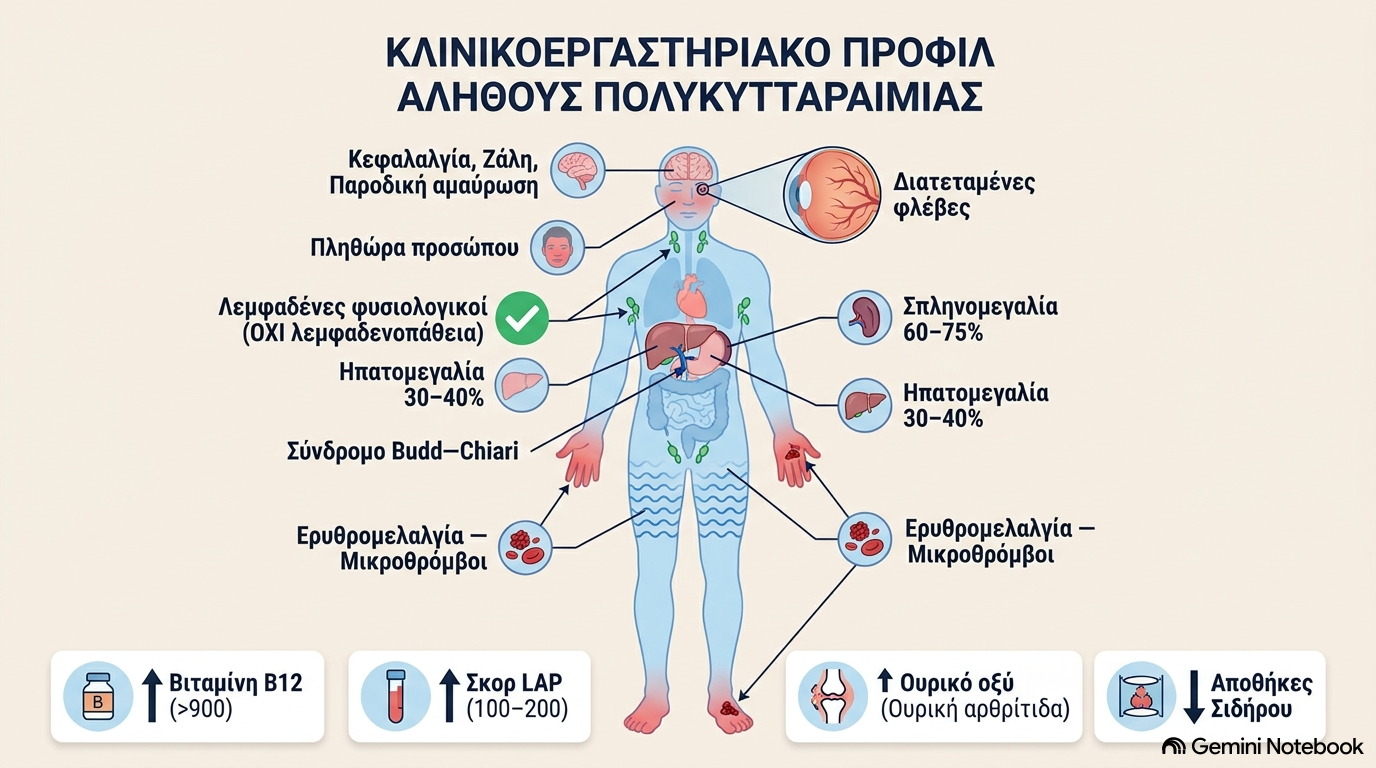 ΚΛΙΝΙΚΟΕΡΓΑΣΤΗΡΙΑΚΟ ΠΡΟΦΙΛ
ΑΛΗΘΟΥΣ ΠΟΛΥΚΥΤΤΑΡΑΙΜΙΑΣ
Κεφαλαλγία, Ζάλη,
Παροδική αμαύρωση
Διατεταμένες
φλέβες
Πληθώρα προσώπου
Λεμφαδένες φυσιολογικοί
(ΟΧΙ λεμφαδενοπάθεια)
Σπληνομεγαλία
60–75%
Ηπατομεγαλία
30–40%
Ηπατομεγαλία
30–40%
Σύνδρομο Budd–Chiari
Ερυθρομελαλγία —
Μικροθρόμβοι
Ερυθρομελαλγία —
Μικροθρόμβοι
B
Βιταμίνη B12
(>900)
Σκορ LAP
(100–200)
Ουρικό οξύ
(Ουρική αρθρίτιδα)
Αποθήκες
Σιδήρου
Gemini Notebook